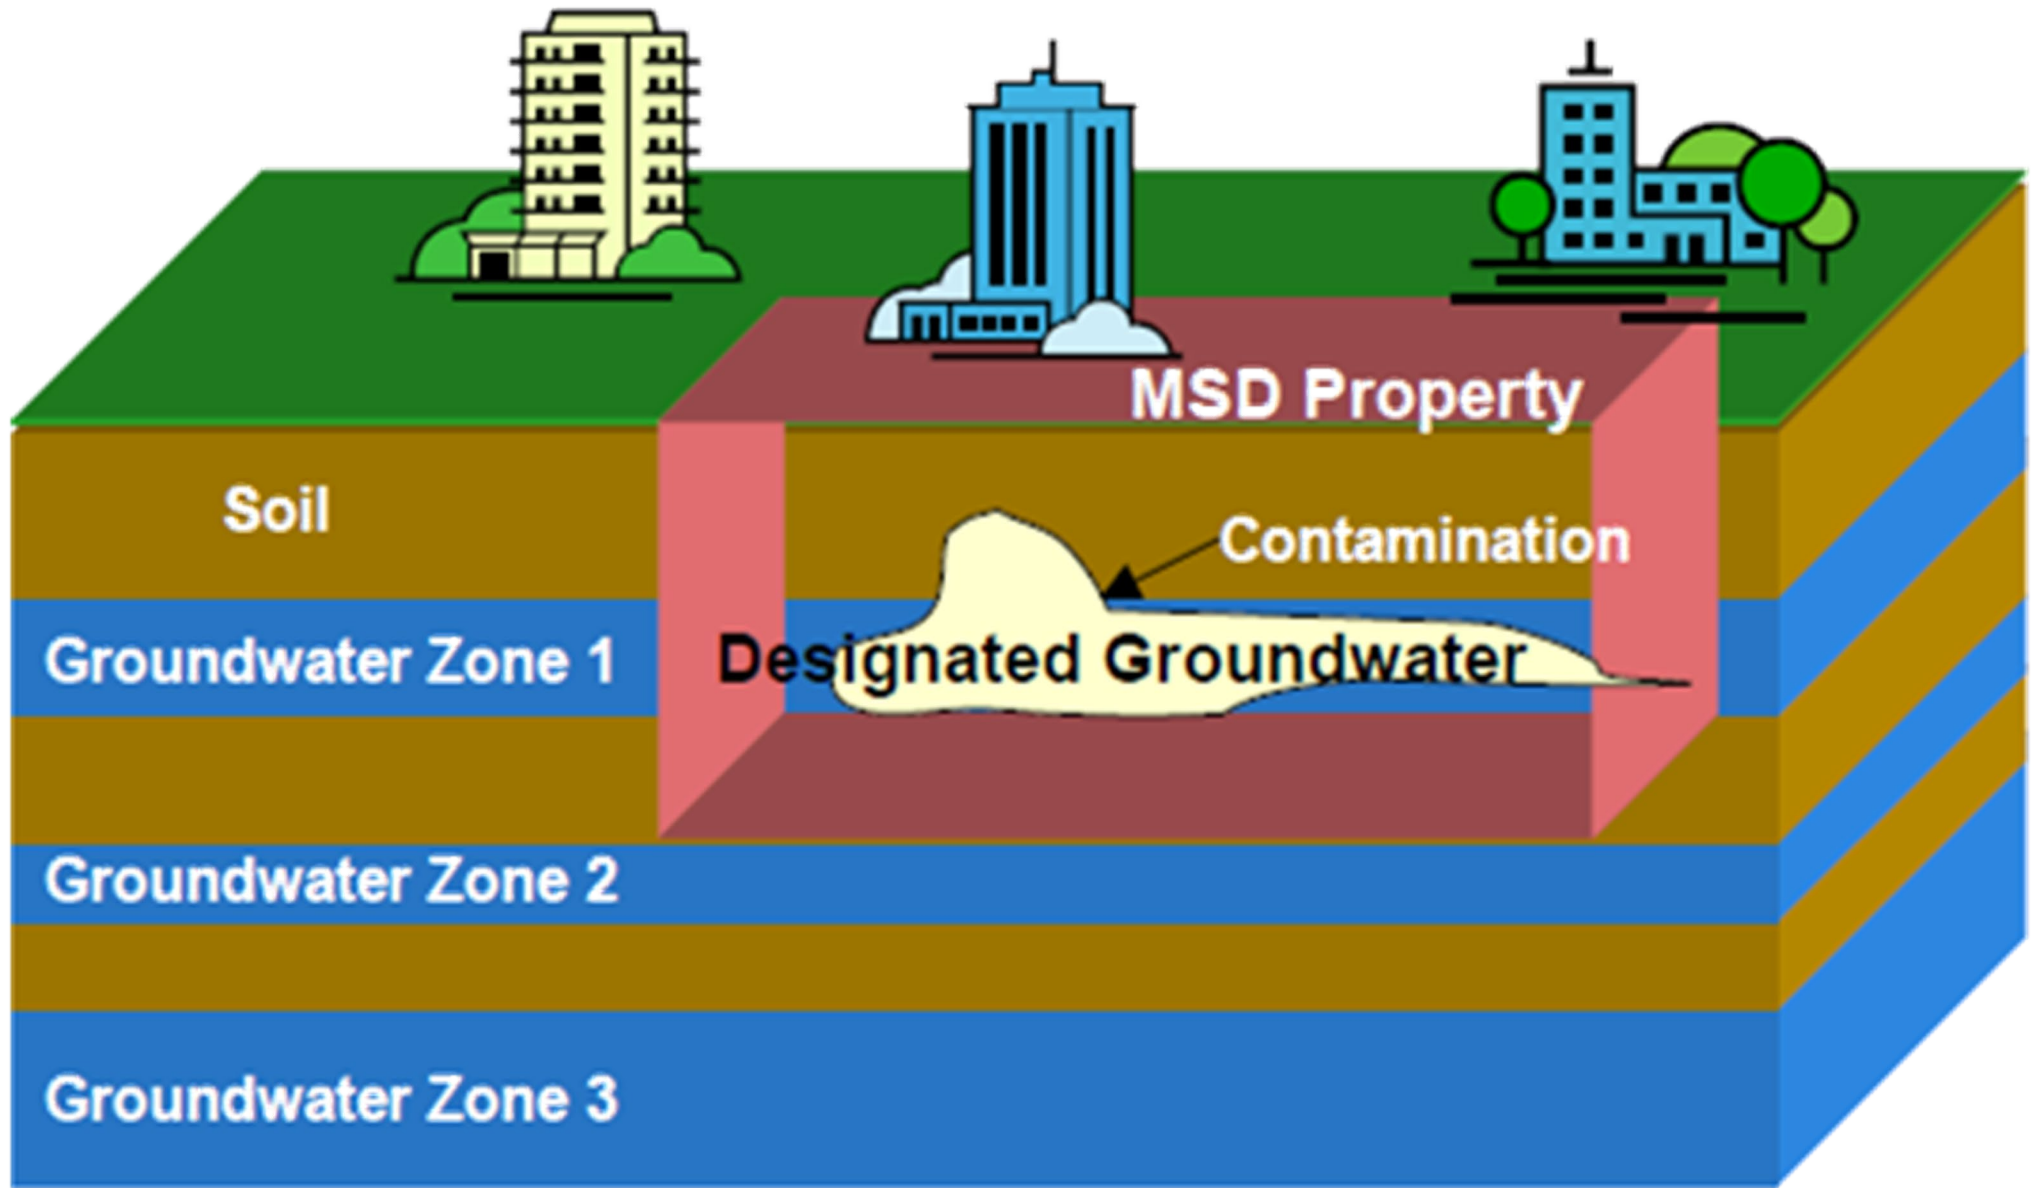 MSD Property
Soil
Contamination
Groundwater Zone 1
Designated Groundwater
Groundwater Zone 2
Groundwater Zone 3